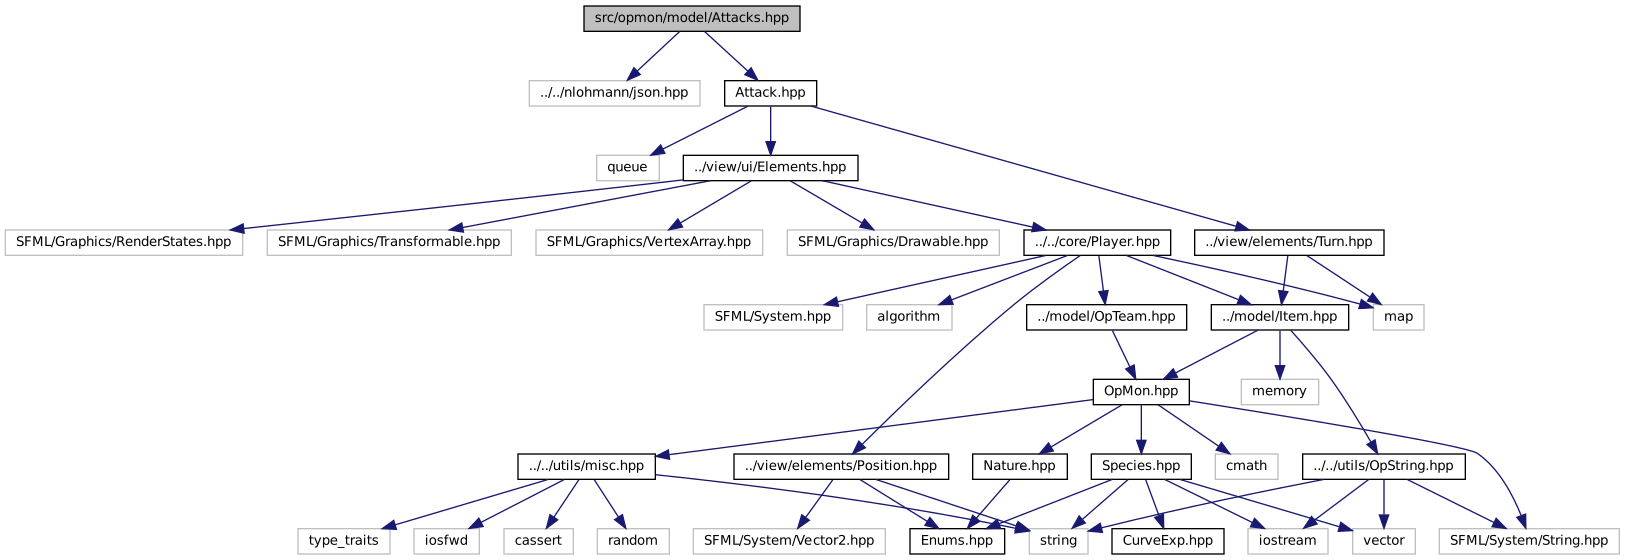 src/opmon/model/Attacks.hpp
../../nlohmann/json.hpp
Attack.hpp
queue
../view/ui/Elements.hpp
SFML/Graphics/RenderStates.hpp
SFML/Graphics/Transformable.hpp
SFML/Graphics/VertexArray.hpp
SFML/Graphics/Drawable.hpp
../../core/Player.hpp
../view/elements/Turn.hpp
SFML/System.hpp
algorithm
../model/OpTeam.hpp
../model/Item.hpp
map
OpMon.hpp
memory
../../utils/misc.hpp
../view/elements/Position.hpp
Nature.hpp
Species.hpp
cmath
../../utils/OpString.hpp
type_traits
iosfwd
cassert
random
SFML/System/Vector2.hpp
Enums.hpp
string
CurveExp.hpp
iostream
vector
SFML/System/String.hpp